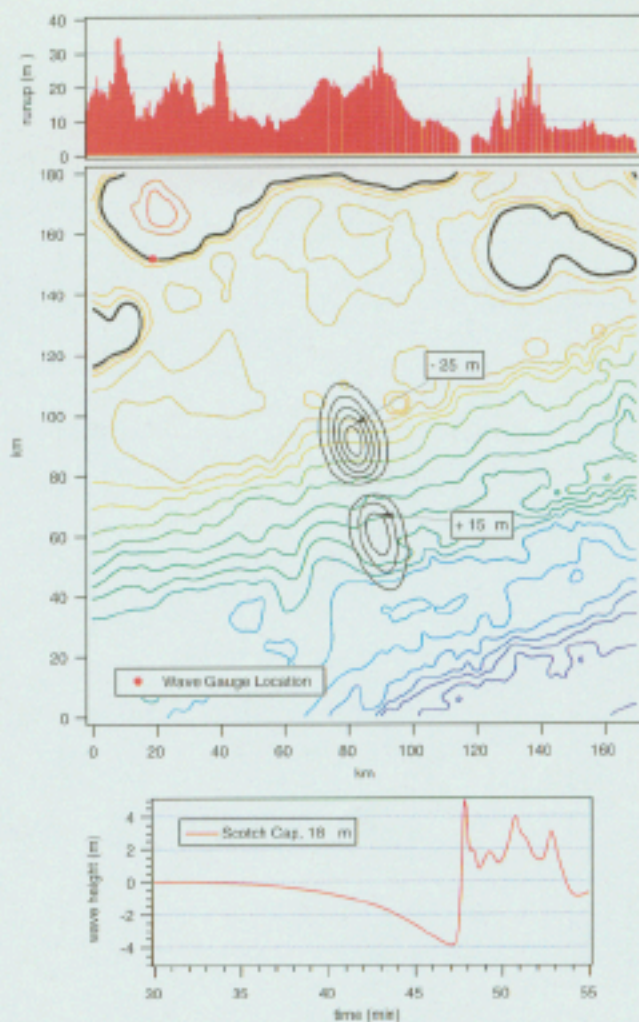 runup (m)
40
30
20
10
0
km
180
160
140
120
100
80
60
40
20
0
- 25 m
+ 15 m
Wave Gauge Location
0 20 40 60 80 100 120 140 160
km
wave height (m)
4
2
0
-2
-4
Scotch Cap, 18 m
30 35 40 45 50 55
time (min)